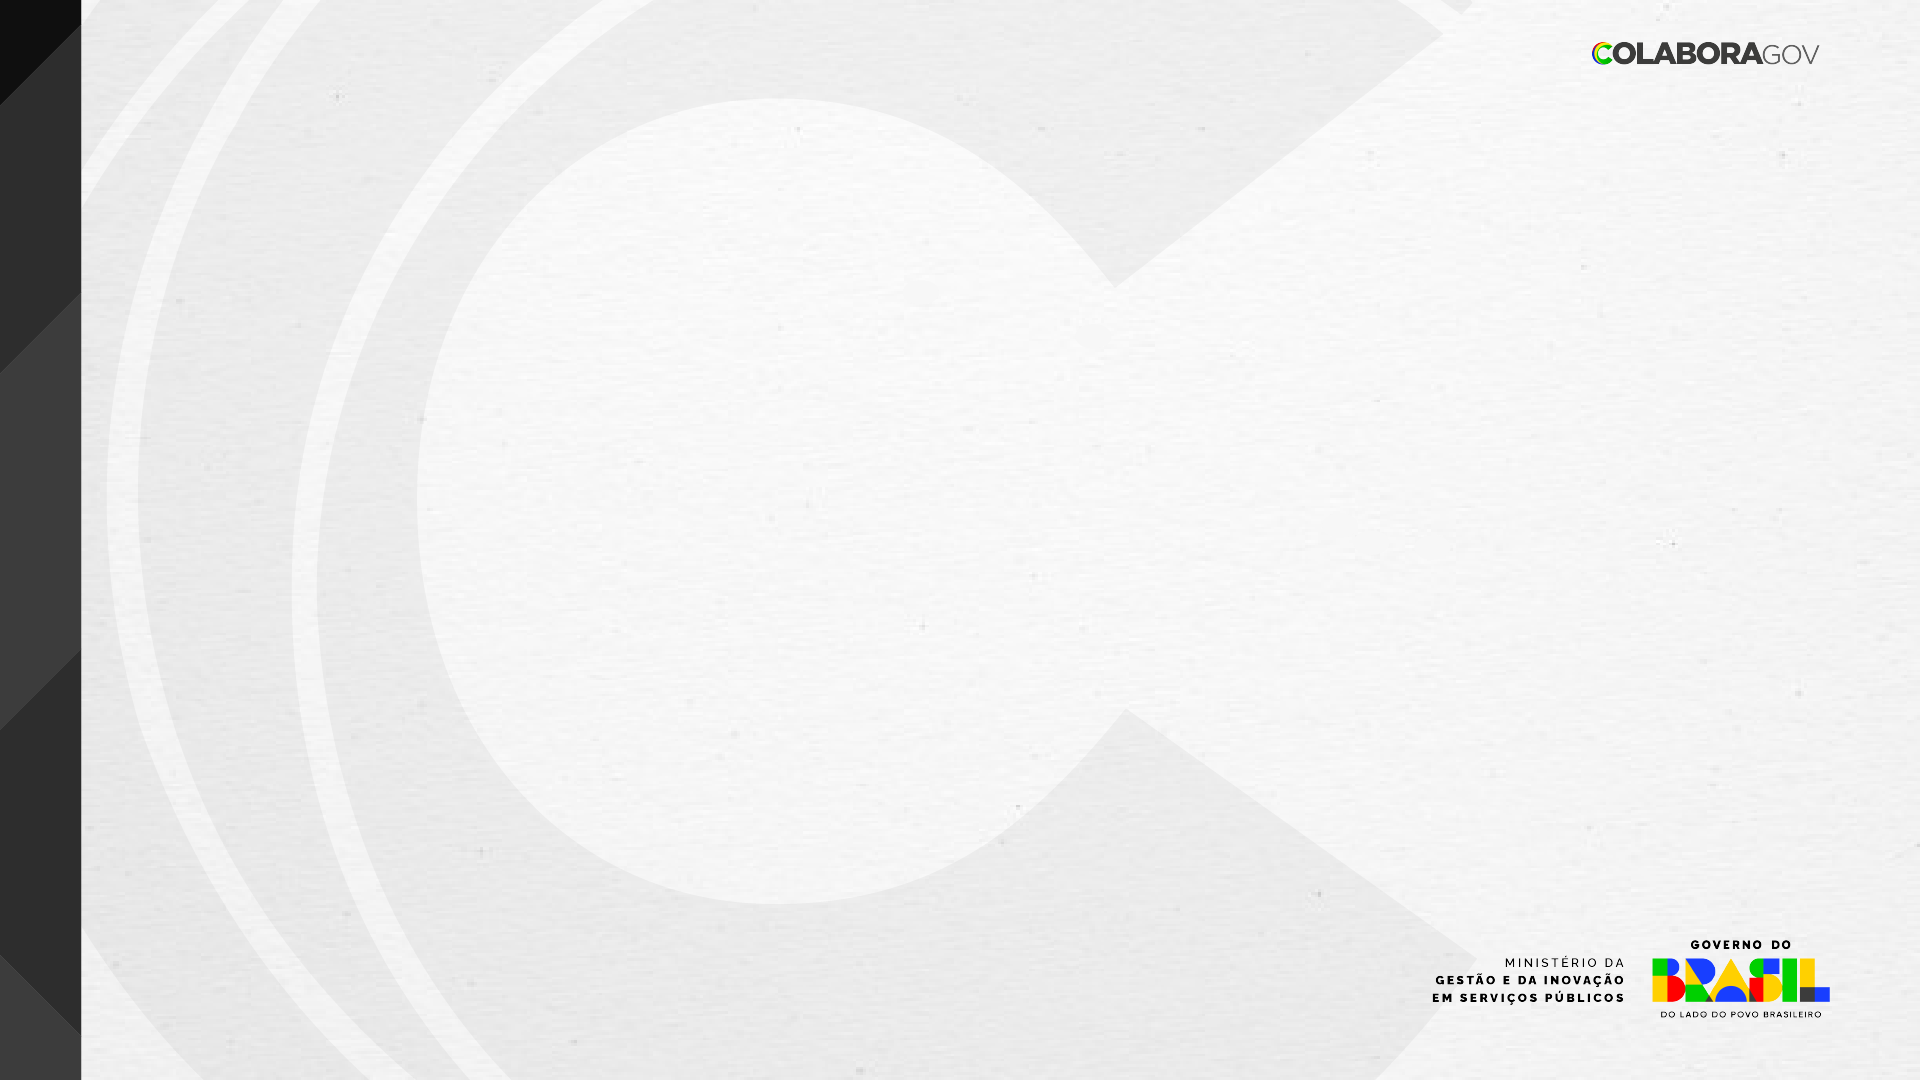 COLABORAGOV
MINISTÉRIO DA
GESTÃO E DA INOVAÇÃO
EM SERVIÇOS PÚBLICOS
GOVERNO DO
BRASIL
DO LADO DO POVO BRASILEIRO